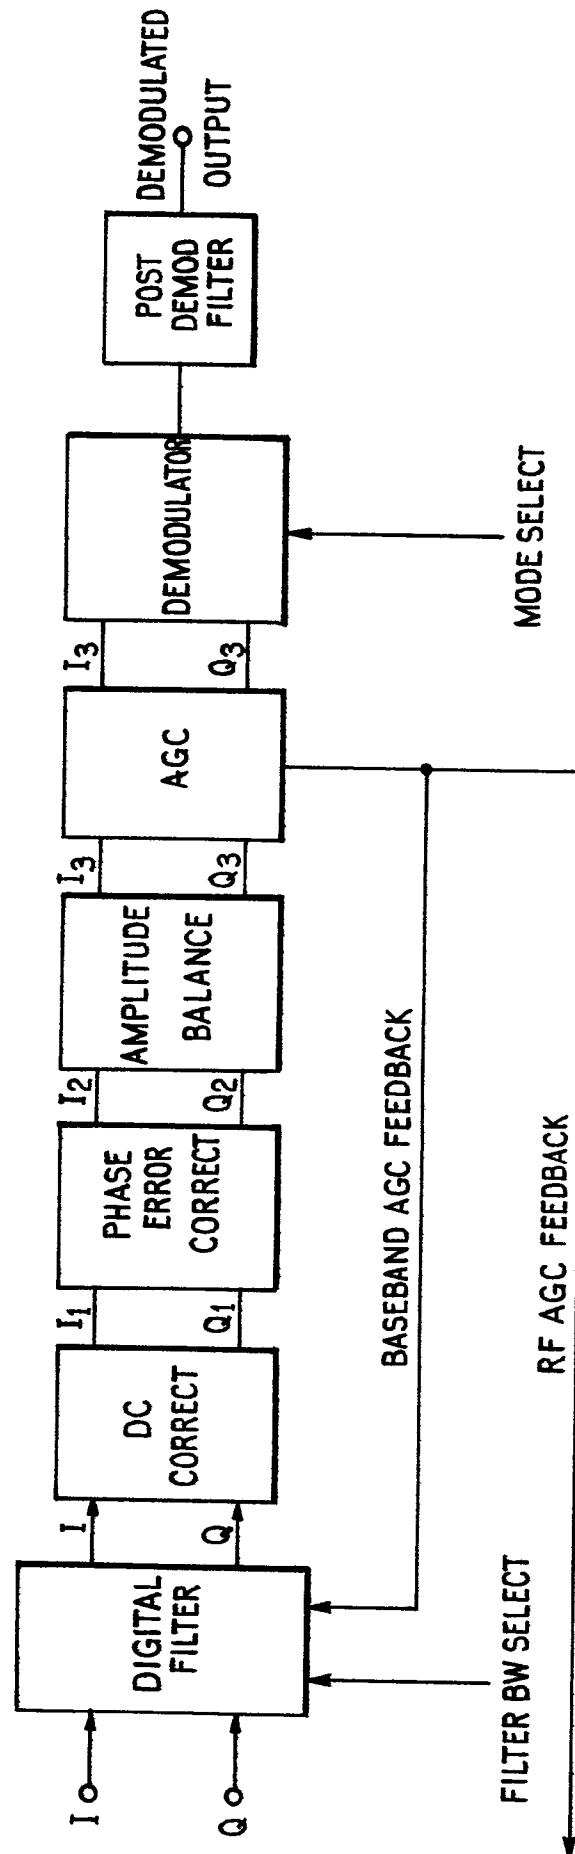 I
Q
DIGITAL
FILTER
I
Q
DC
CORRECT
I1
Q1
PHASE
ERROR
CORRECT
I2
Q2
AMPLITUDE
BALANCE
I3
Q3
AGC
I3
Q3
DEMODULATOR
POST
DEMOD
FILTER
DEMODULATED
OUTPUT
FILTER BW SELECT
BASEBAND AGC FEEDBACK
MODE SELECT
RF AGC FEEDBACK